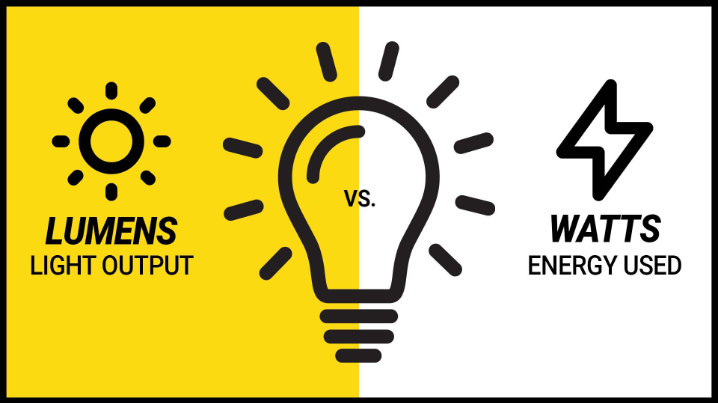 LUMENS
LIGHT OUTPUT
VS.
WATTS
ENERGY USED